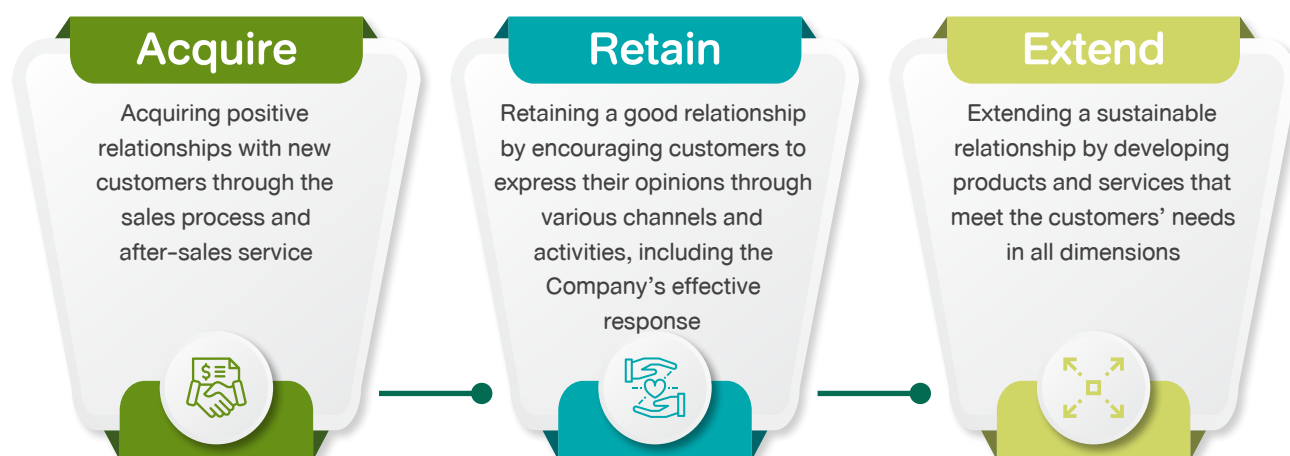 Acquire
Acquiring positive
relationships with new
customers through the
sales process and
after-sales service
Retain
Retaining a good relationship
by encouraging customers to
express their opinions through
various channels and
activities, including the
Company's effective
response
Extend
Extending a sustainable
relationship by developing
products and services that
meet the customers' needs
in all dimensions
$